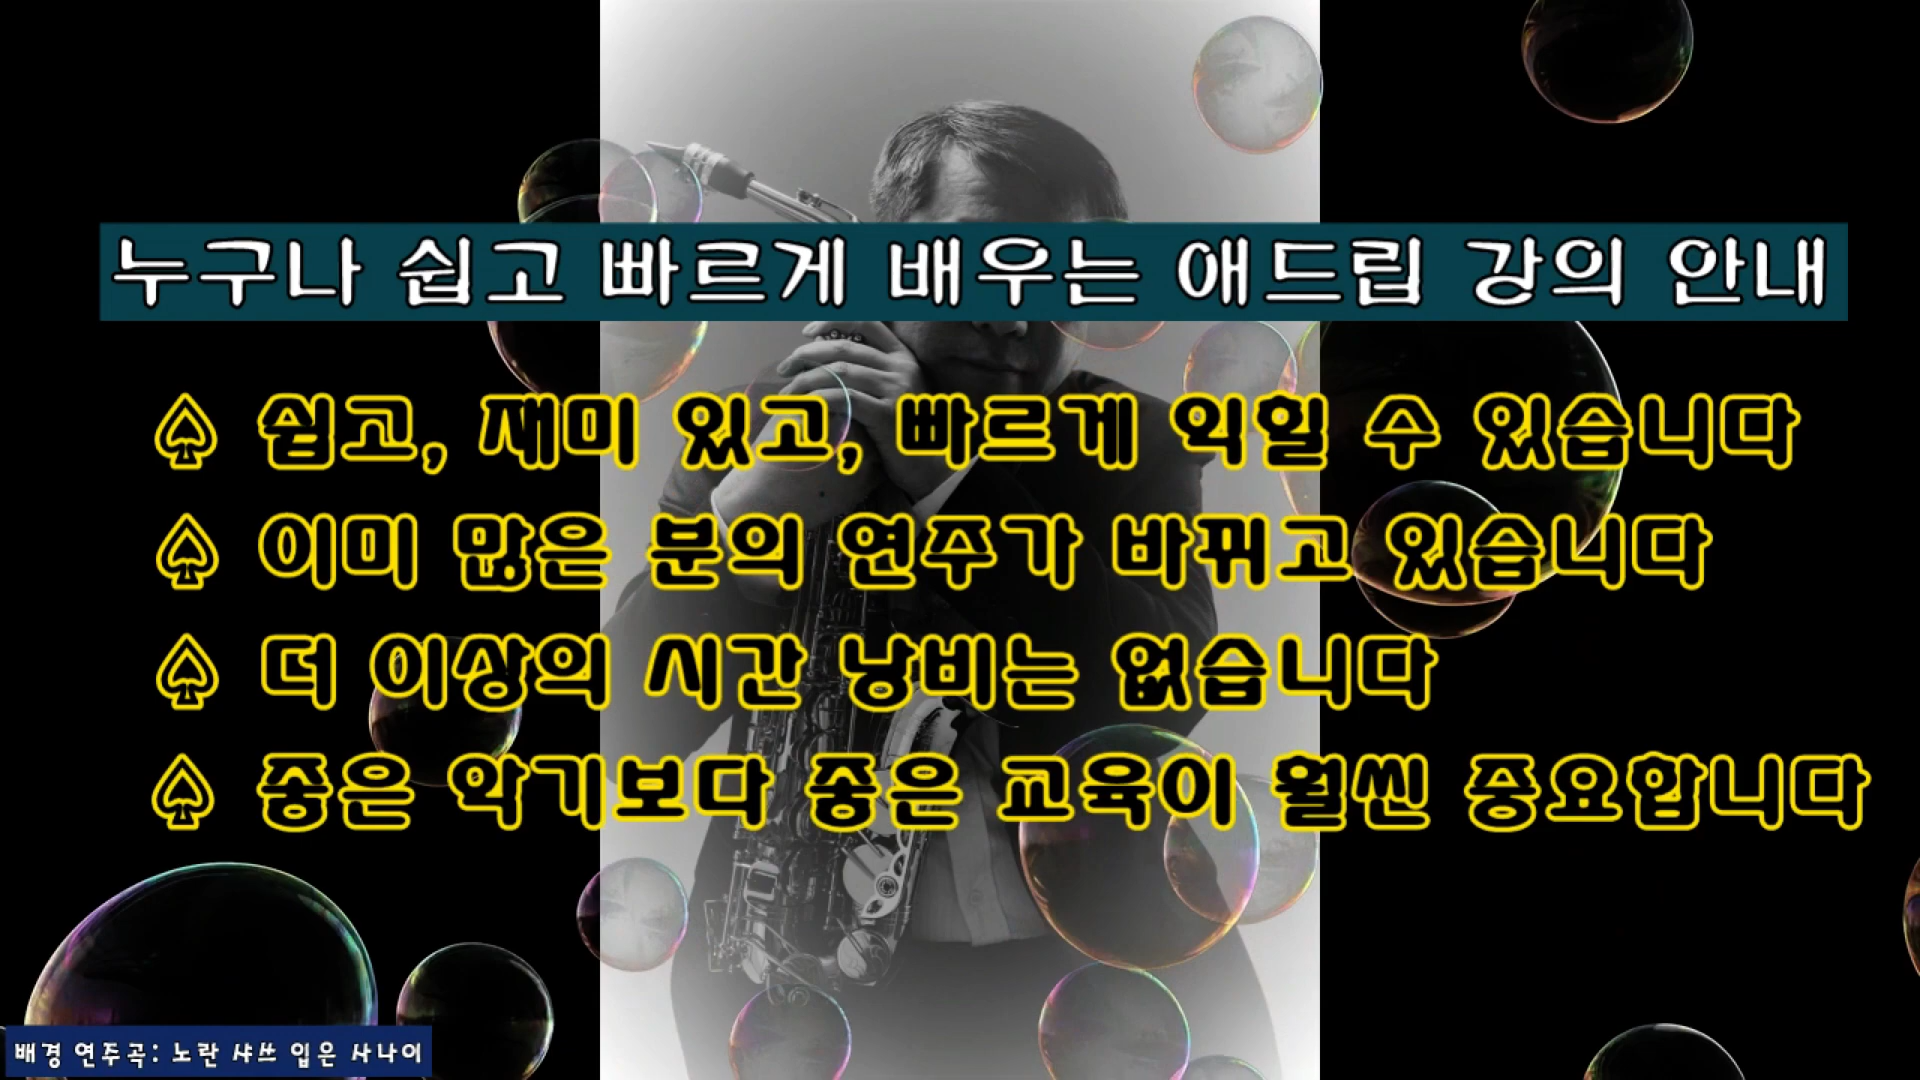 누구나 쉽고 빠르게 배우는 애드립 강의 안내
♤ 쉽고, 재미 있고, 빠르게 익힐 수 있습니다
♤ 이미 많은 분의 연주가 바뀌고 있습니다
♤ 더 이상의 시간 낭비는 없습니다
♤ 좋은 악기보다 좋은 교육이 훨씬 중요합니다
배경 연주곡: 노란 샤쓰 입은 사나이